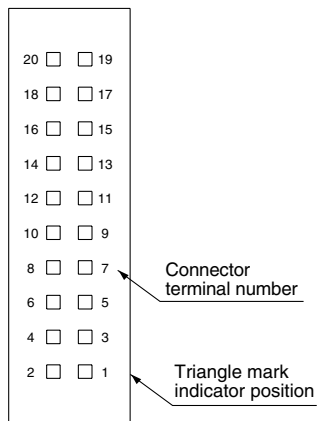 20 19
18 17
16 15
14 13
12 11
10 9
8 7
Connector
terminal number
6 5
4 3
2 1
Triangle mark
indicator position